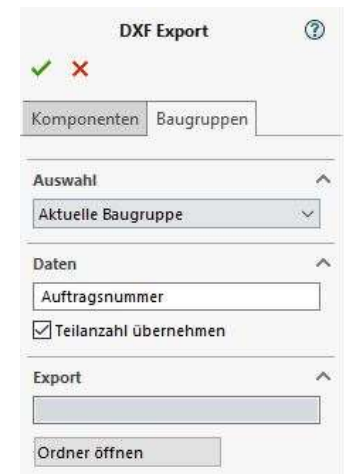 DXF Export
Komponenten Baugruppen
Auswahl
Aktuelle Baugruppe
Daten
Auftragsnummer
Teilanzahl übernehmen
Export
Ordner öffnen